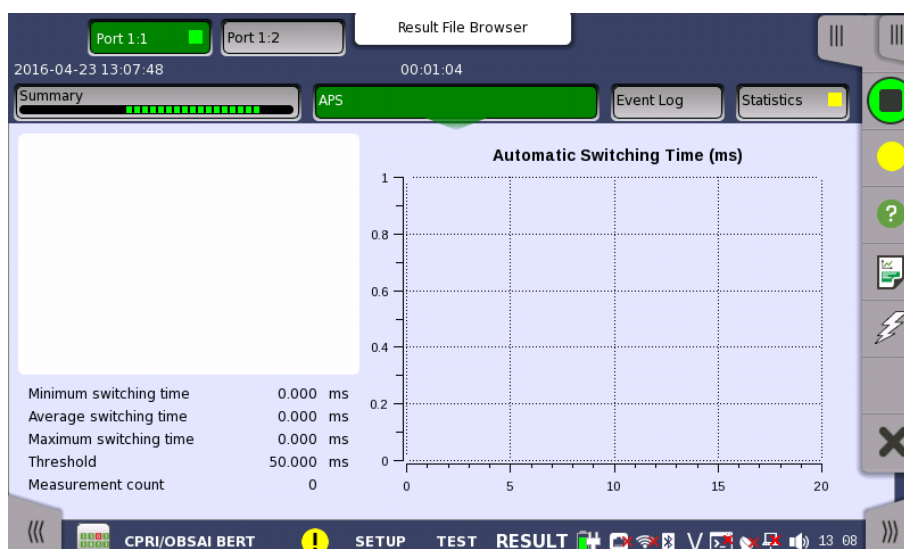 Port 1:1 Port 1:2 Result File Browser
2016-04-23 13:07:48 00:01:04
Summary APS Event Log Statistics
Automatic Switching Time (ms)
1
0.8
0.6
0.4
0.2
0
0 5 10 15 20
Minimum switching time 0.000 ms
Average switching time 0.000 ms
Maximum switching time 0.000 ms
Threshold 50.000 ms
Measurement count 0
CPRI/OBSAI BERT ! SETUP TEST RESULT 13 08